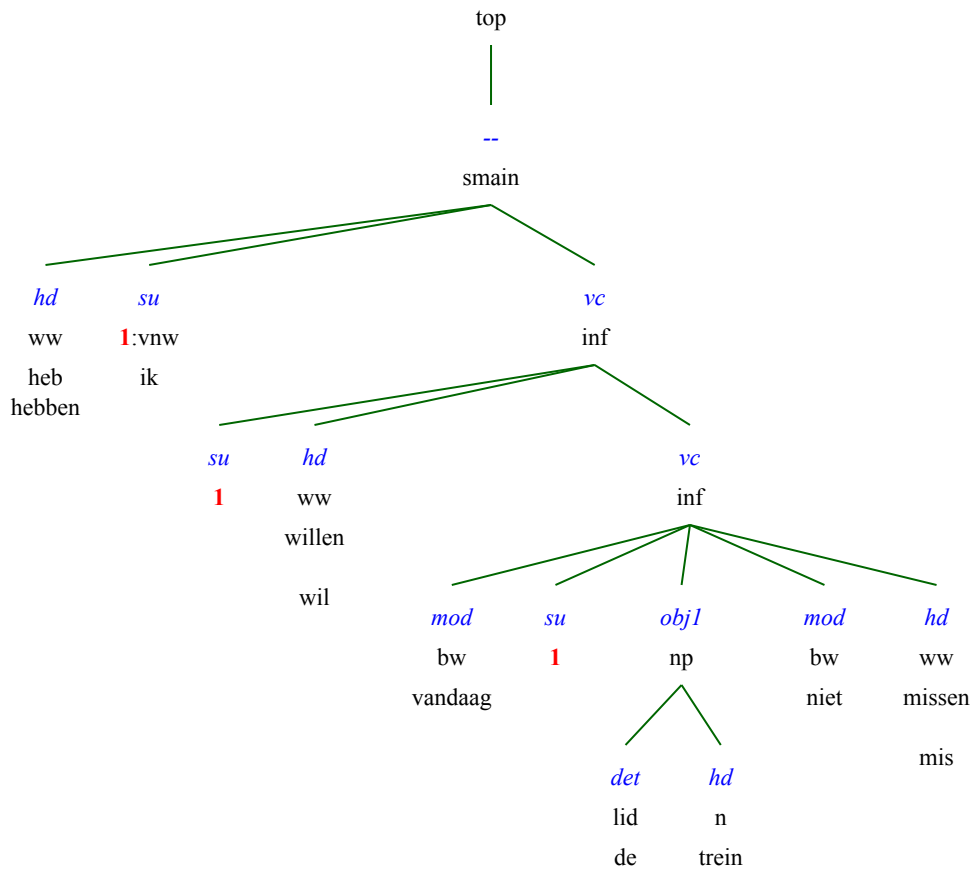 top
--
smain
hd su vc
ww 1:vnw inf
heb ik
hebben
su hd vc
1 ww inf
willen
wil
mod su obj1 mod hd
bw 1 np bw ww
vandaag niet missen
mis
det hd
lid n
de trein